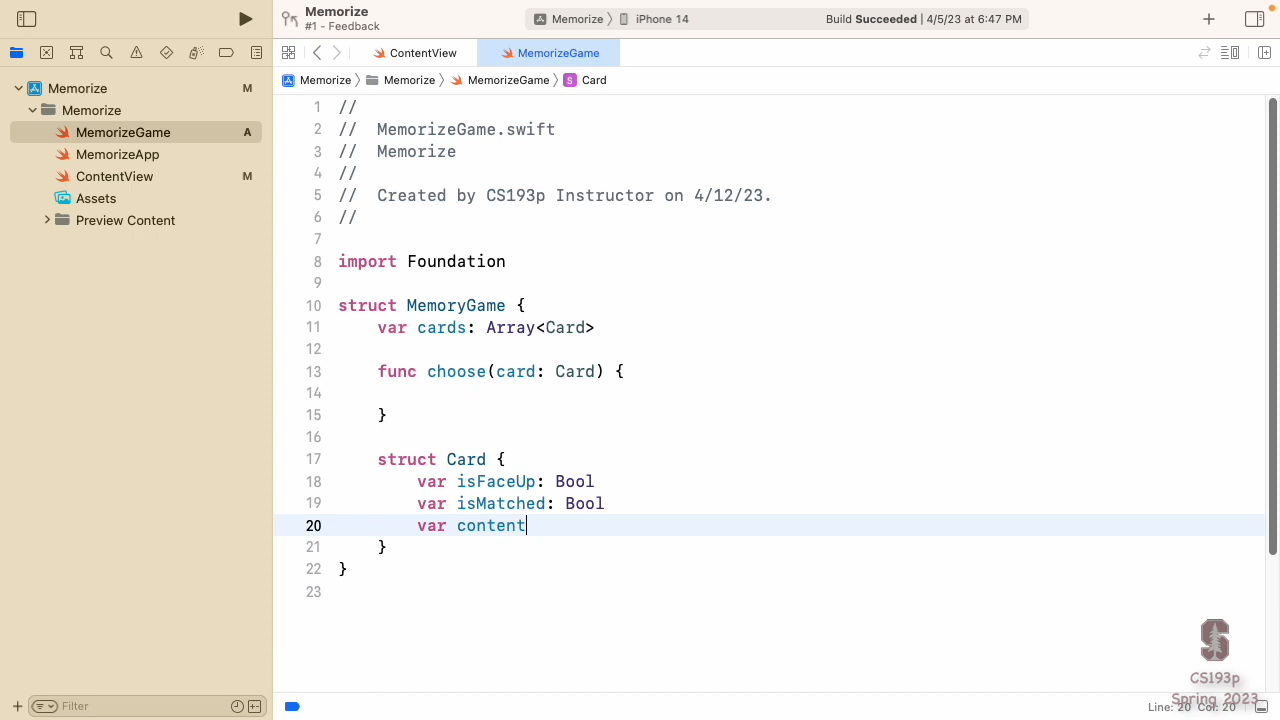 Memorize
#1 - Feedback
Memorize 〉 iPhone 14
Build Succeeded | 4/5/23 at 6:47 PM
ContentView
MemorizeGame
Memorize 〉 Memorize 〉 MemorizeGame 〉 S Card
Memorize M
Memorize
MemorizeGame A
MemorizeApp
ContentView M
Assets
Preview Content
1 //
2 //  MemorizeGame.swift
3 //  Memorize
4 //
5 //  Created by CS193p Instructor on 4/12/23.
6 //
7
8 import Foundation
9
10 struct MemoryGame {
11     var cards: Array<Card>
12
13     func choose(card: Card) {
14
15     }
16
17     struct Card {
18         var isFaceUp: Bool
19         var isMatched: Bool
20         var content
21     }
22 }
23
Filter
CS193p
Spring 2023
Line: 20 Col: 20